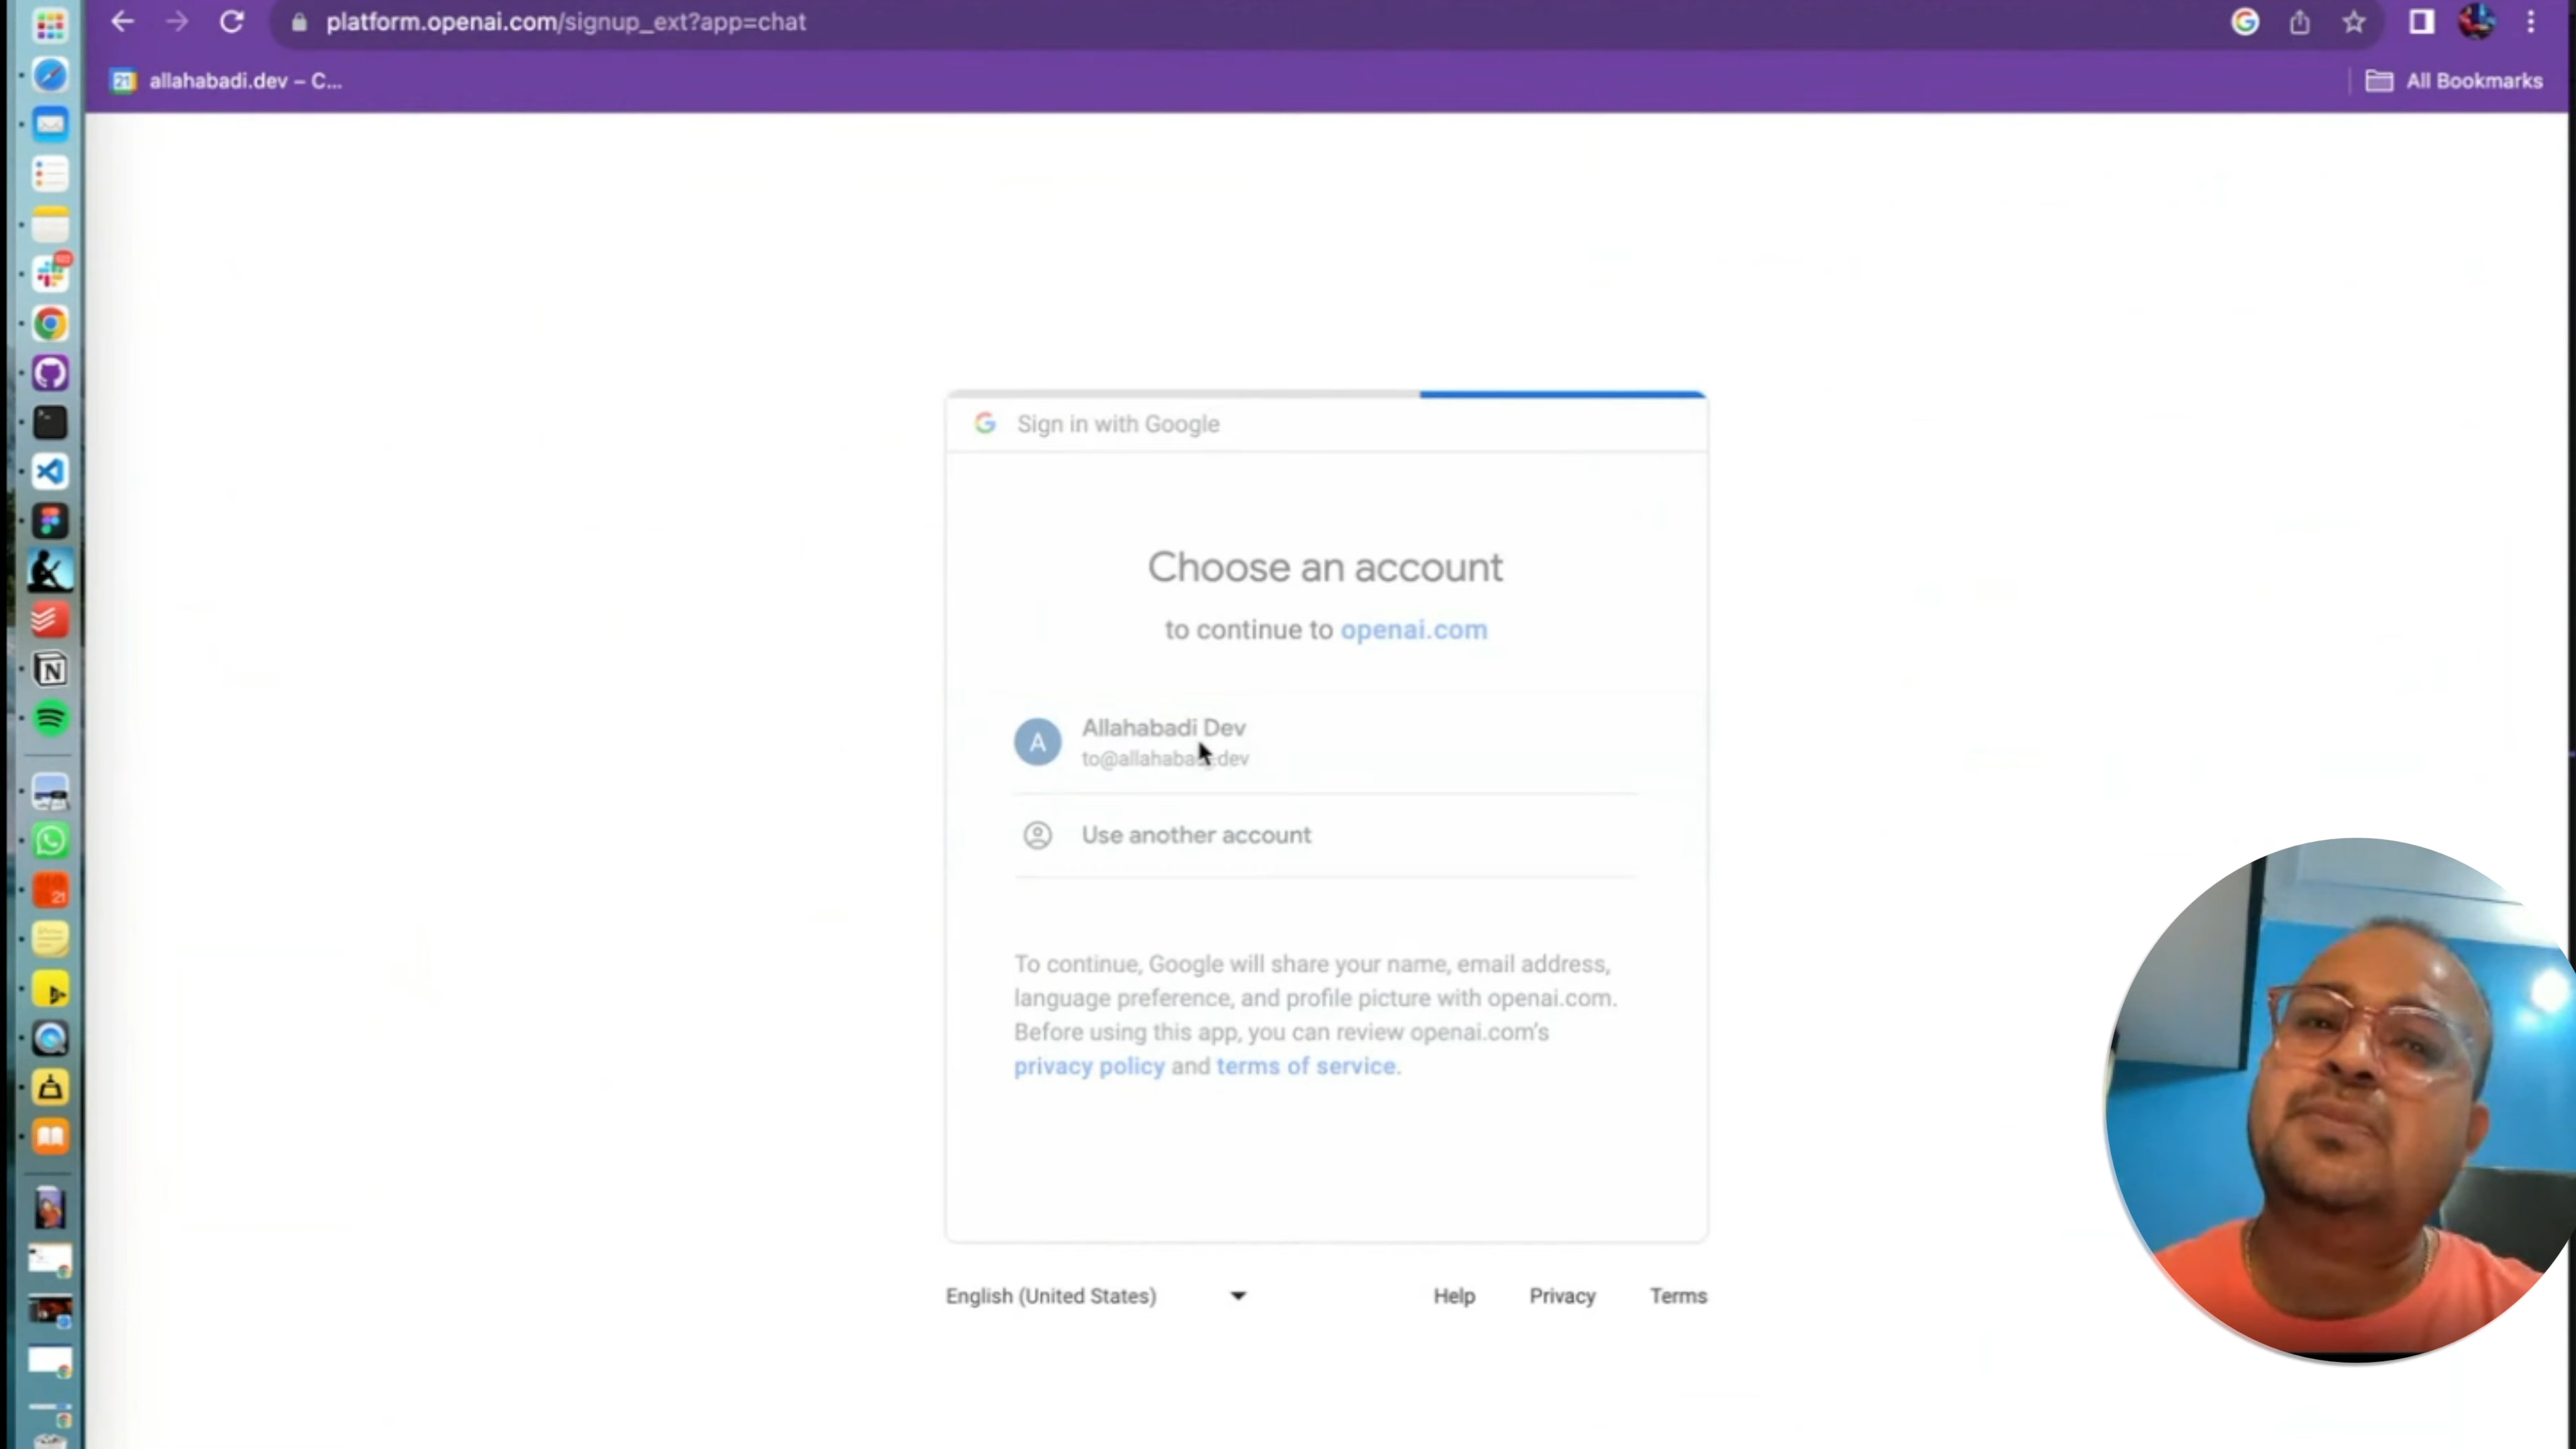 platform.openai.com/signup_ext?app=chat
21 allahabadi.dev – C...
All Bookmarks
G Sign in with Google
Choose an account
to continue to openai.com
A Allahabadi Dev
Use another account
To continue, Google will share your name, email address,
language preference, and profile picture with openai.com.
Before using this app, you can review openai.com's
privacy policy and terms of service.
English (United States)
Help Privacy Terms
21